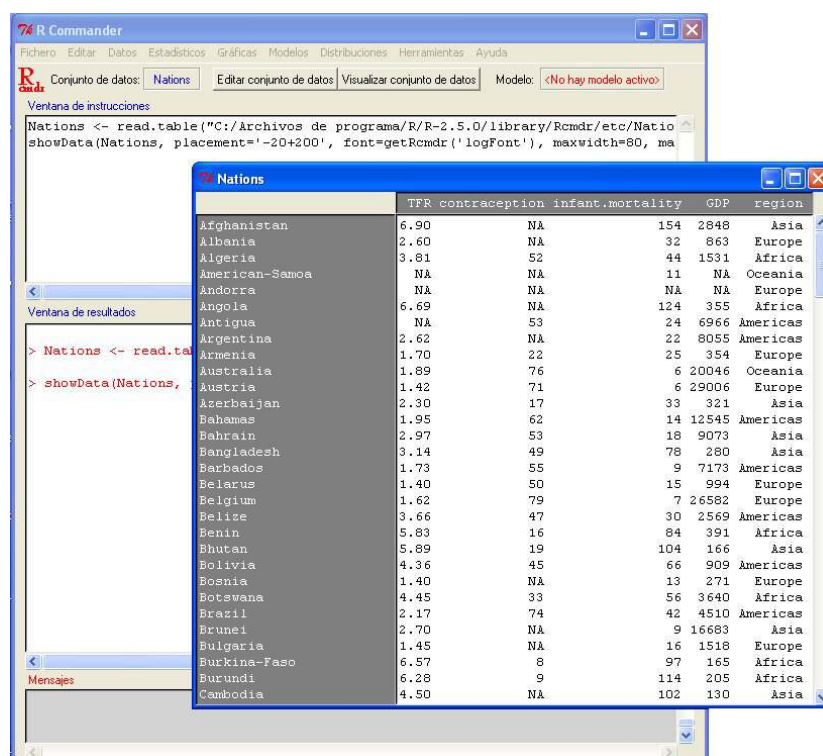 R Commander
Fichero Editar Datos Estadísticos Gráficas Modelos Distribuciones Herramientas Ayuda
R cmdr Conjunto de datos: Nations Editar conjunto de datos Visualizar conjunto de datos Modelo: <No hay modelo activo>
Ventana de instrucciones
Nations <- read.table("C:/Archivos de programa/R/R-2.5.0/library/Rcmdr/etc/Natio
showData(Nations, placement='-20+200', font=getRcmdr('logFont'), maxwidth=80, ma
Ventana de resultados
> Nations <- read.ta
> showData(Nations,
Mensajes
Nations
TFR contraception infant.mortality GDP region
Afghanistan 6.90 NA 154 2848 Asia
Albania 2.60 NA 32 863 Europe
Algeria 3.81 52 44 1531 Africa
American-Samoa NA NA 11 NA Oceania
Andorra NA NA NA NA Europe
Angola 6.69 NA 124 355 Africa
Antigua NA 53 24 6966 Americas
Argentina 2.62 NA 22 8055 Americas
Armenia 1.70 22 25 354 Europe
Australia 1.89 76 6 20046 Oceania
Austria 1.42 71 6 29006 Europe
Azerbaijan 2.30 17 33 321 Asia
Bahamas 1.95 62 14 12545 Americas
Bahrain 2.97 53 18 9073 Asia
Bangladesh 3.14 49 78 280 Asia
Barbados 1.73 55 9 7173 Americas
Belarus 1.40 50 15 994 Europe
Belgium 1.62 79 7 26582 Europe
Belize 3.66 47 30 2569 Americas
Benin 5.83 16 84 391 Africa
Bhutan 5.89 19 104 166 Asia
Bolivia 4.36 45 66 909 Americas
Bosnia 1.40 NA 13 271 Europe
Botswana 4.45 33 56 3640 Africa
Brazil 2.17 74 42 4510 Americas
Brunei 2.70 NA 9 16683 Asia
Bulgaria 1.45 NA 16 1518 Europe
Burkina-Faso 6.57 8 97 165 Africa
Burundi 6.28 9 114 205 Africa
Cambodia 4.50 NA 102 130 Asia